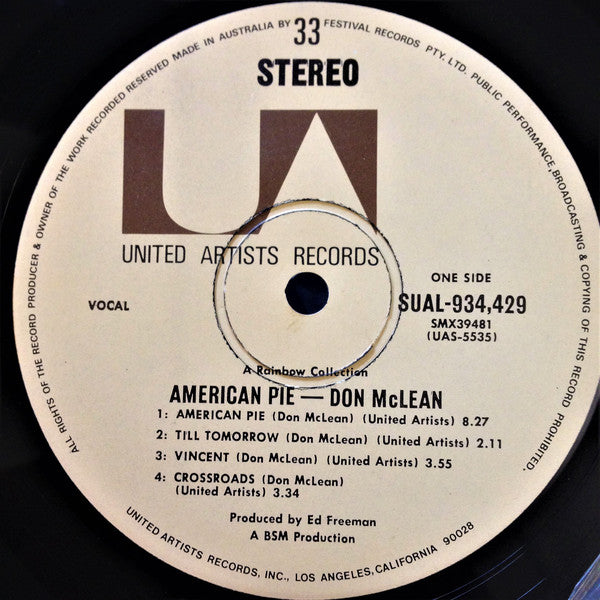 ALL RIGHTS OF THE RECORD PRODUCER & OWNER OF THE WORK RECORDED RESERVED MADE IN AUSTRALIA BY FESTIVAL RECORDS PTY. LTD. PUBLIC PERFORMANCE, BROADCASTING & COPYING OF THIS RECORD PROHIBITED.
33
STEREO
UA
UNITED ARTISTS RECORDS
VOCAL
ONE SIDE
SUAL-934,429
SMX39481
(UAS-5535)
A Rainbow Collection
AMERICAN PIE — DON McLEAN
1: AMERICAN PIE (Don McLean) (United Artists) 8.27
2: TILL TOMORROW (Don McLean) (United Artists) 2.11
3: VINCENT (Don McLean) (United Artists) 3.55
4: CROSSROADS (Don McLean)
(United Artists) 3.34
Produced by Ed Freeman
A BSM Production
UNITED ARTISTS RECORDS, INC., LOS ANGELES, CALIFORNIA 90028